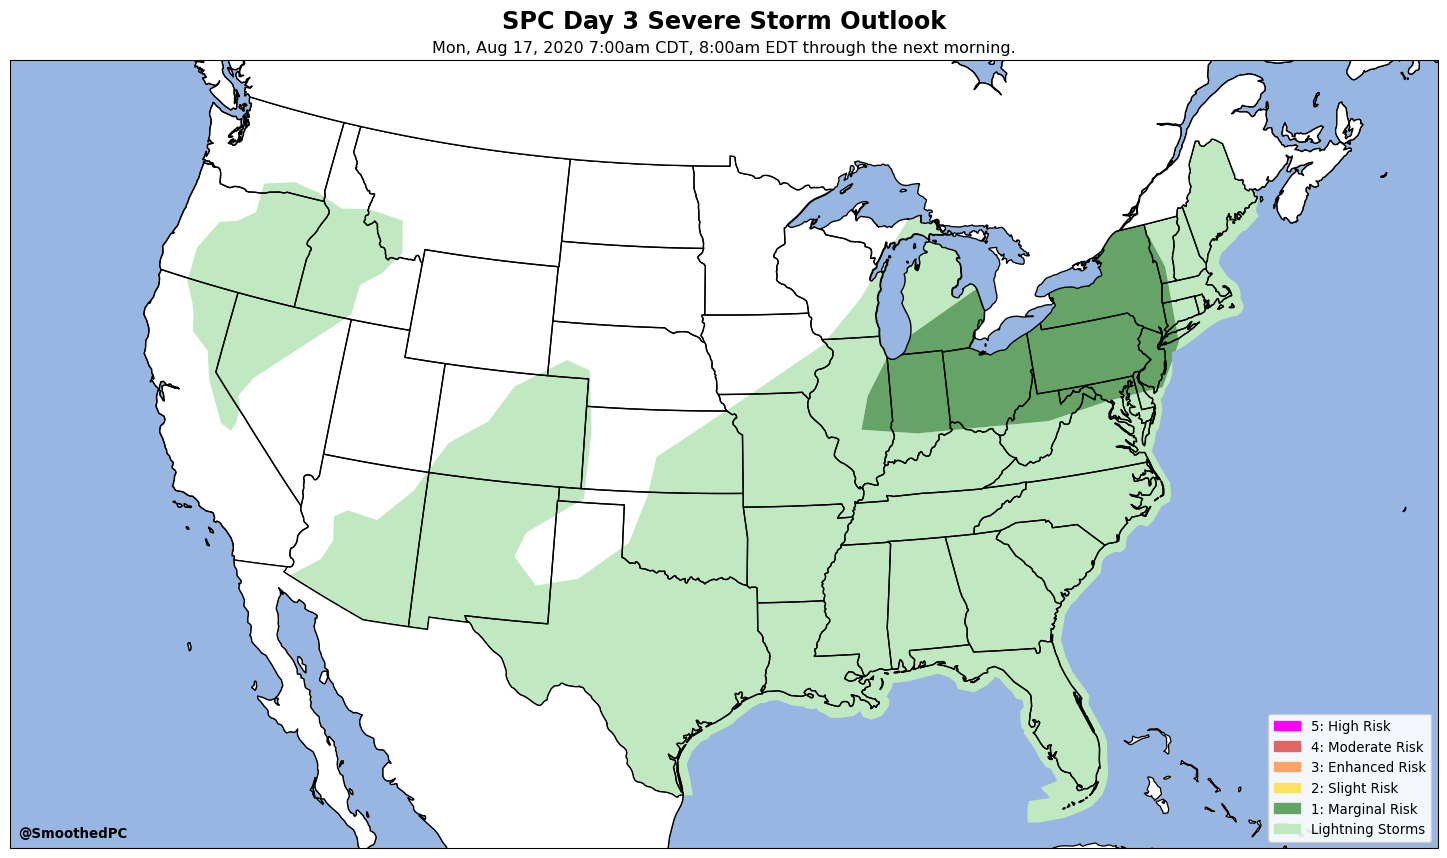 SPC Day 3 Severe Storm Outlook
Mon, Aug 17, 2020 7:00am CDT, 8:00am EDT through the next morning.
5: High Risk
4: Moderate Risk
3: Enhanced Risk
2: Slight Risk
1: Marginal Risk
Lightning Storms
@SmoothedPC